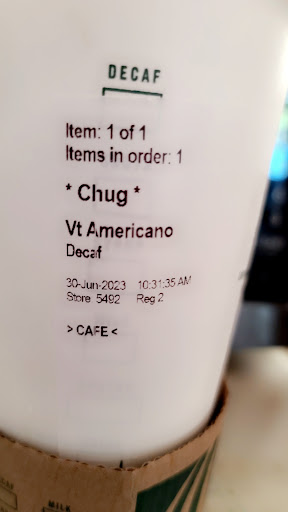 DECAF
Item: 1 of 1
Items in order: 1
* Chug *
Vt Americano
Decaf
30-Jun-2023 10:31:35 AM
Store 5492 Reg 2
> CAFE <
MILK